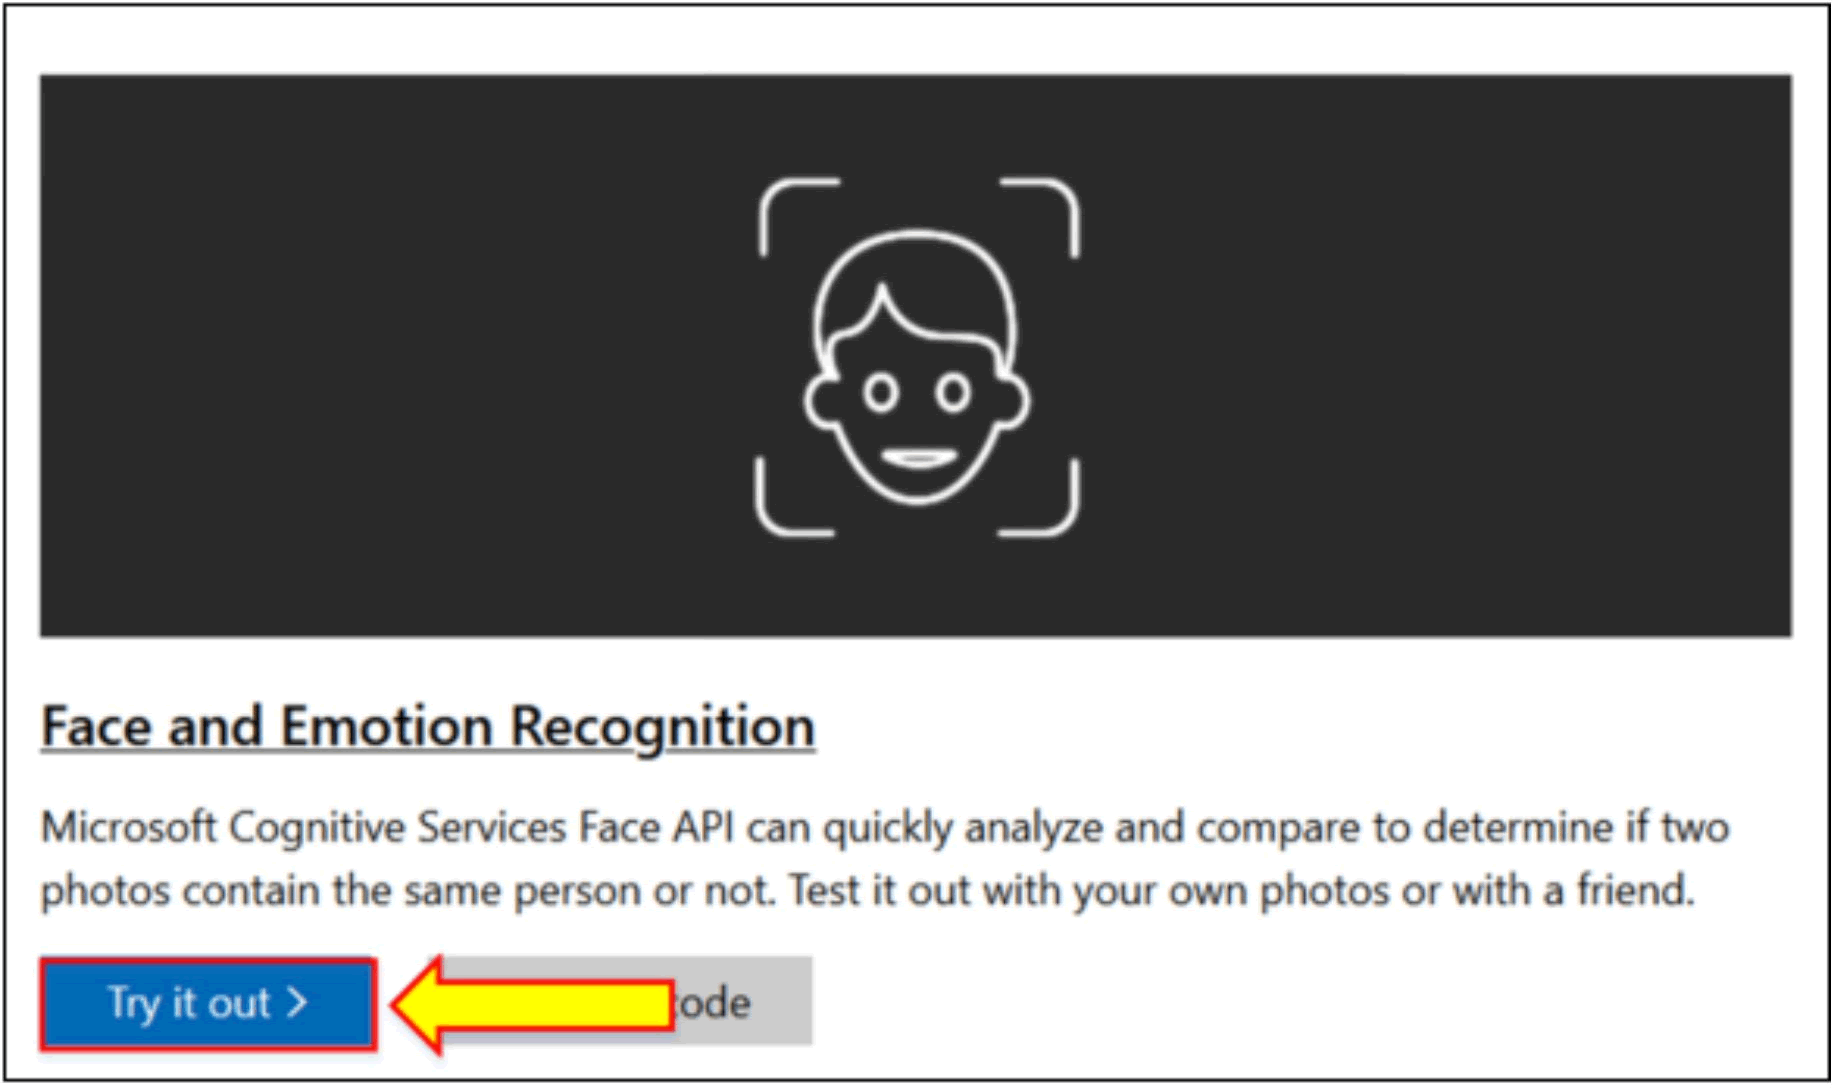 Face and Emotion Recognition
Microsoft Cognitive Services Face API can quickly analyze and compare to determine if two
photos contain the same person or not. Test it out with your own photos or with a friend.
Try it out >